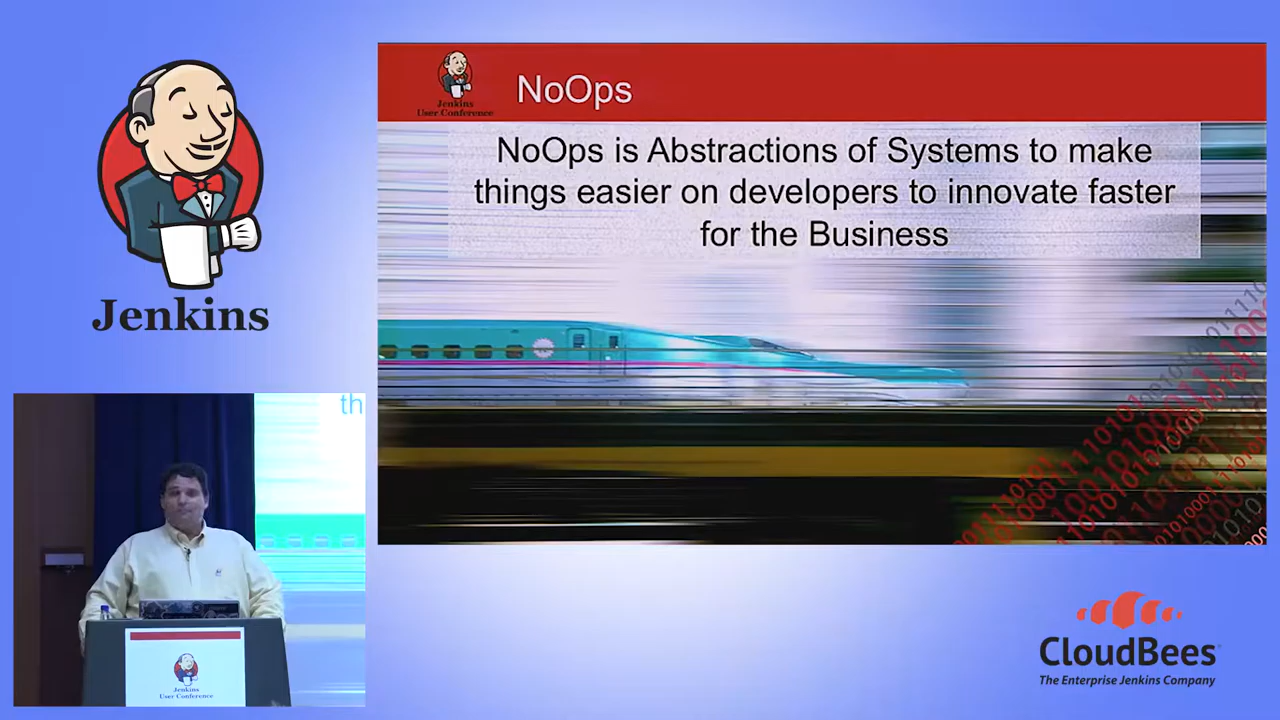 Jenkins
User Conference
NoOps
NoOps is Abstractions of Systems to make
things easier on developers to innovate faster
for the Business
Jenkins
th
Jenkins
User Conference
CloudBees
The Enterprise Jenkins Company